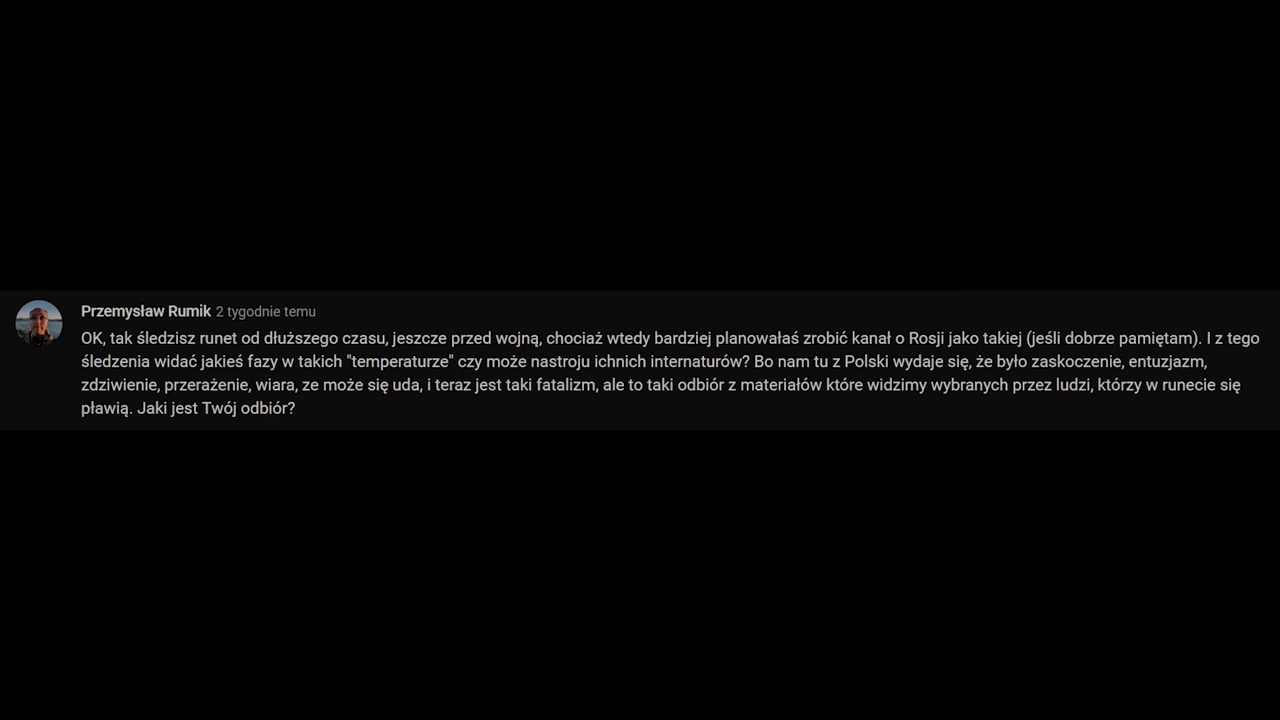 Przemysław Rumik 2 tygodnie temu
OK, tak śledzisz runet od dłuższego czasu, jeszcze przed wojną, chociaż wtedy bardziej planowałaś zrobić kanał o Rosji jako takiej (jeśli dobrze pamiętam). I z tego
śledzenia widać jakieś fazy w takich "temperaturze" czy może nastroju ichnich internaturów? Bo nam tu z Polski wydaje się, że było zaskoczenie, entuzjazm,
zdziwienie, przerażenie, wiara, ze może się uda, i teraz jest taki fatalizm, ale to taki odbiór z materiałów które widzimy wybranych przez ludzi, którzy w runecie się
pławią. Jaki jest Twój odbiór?